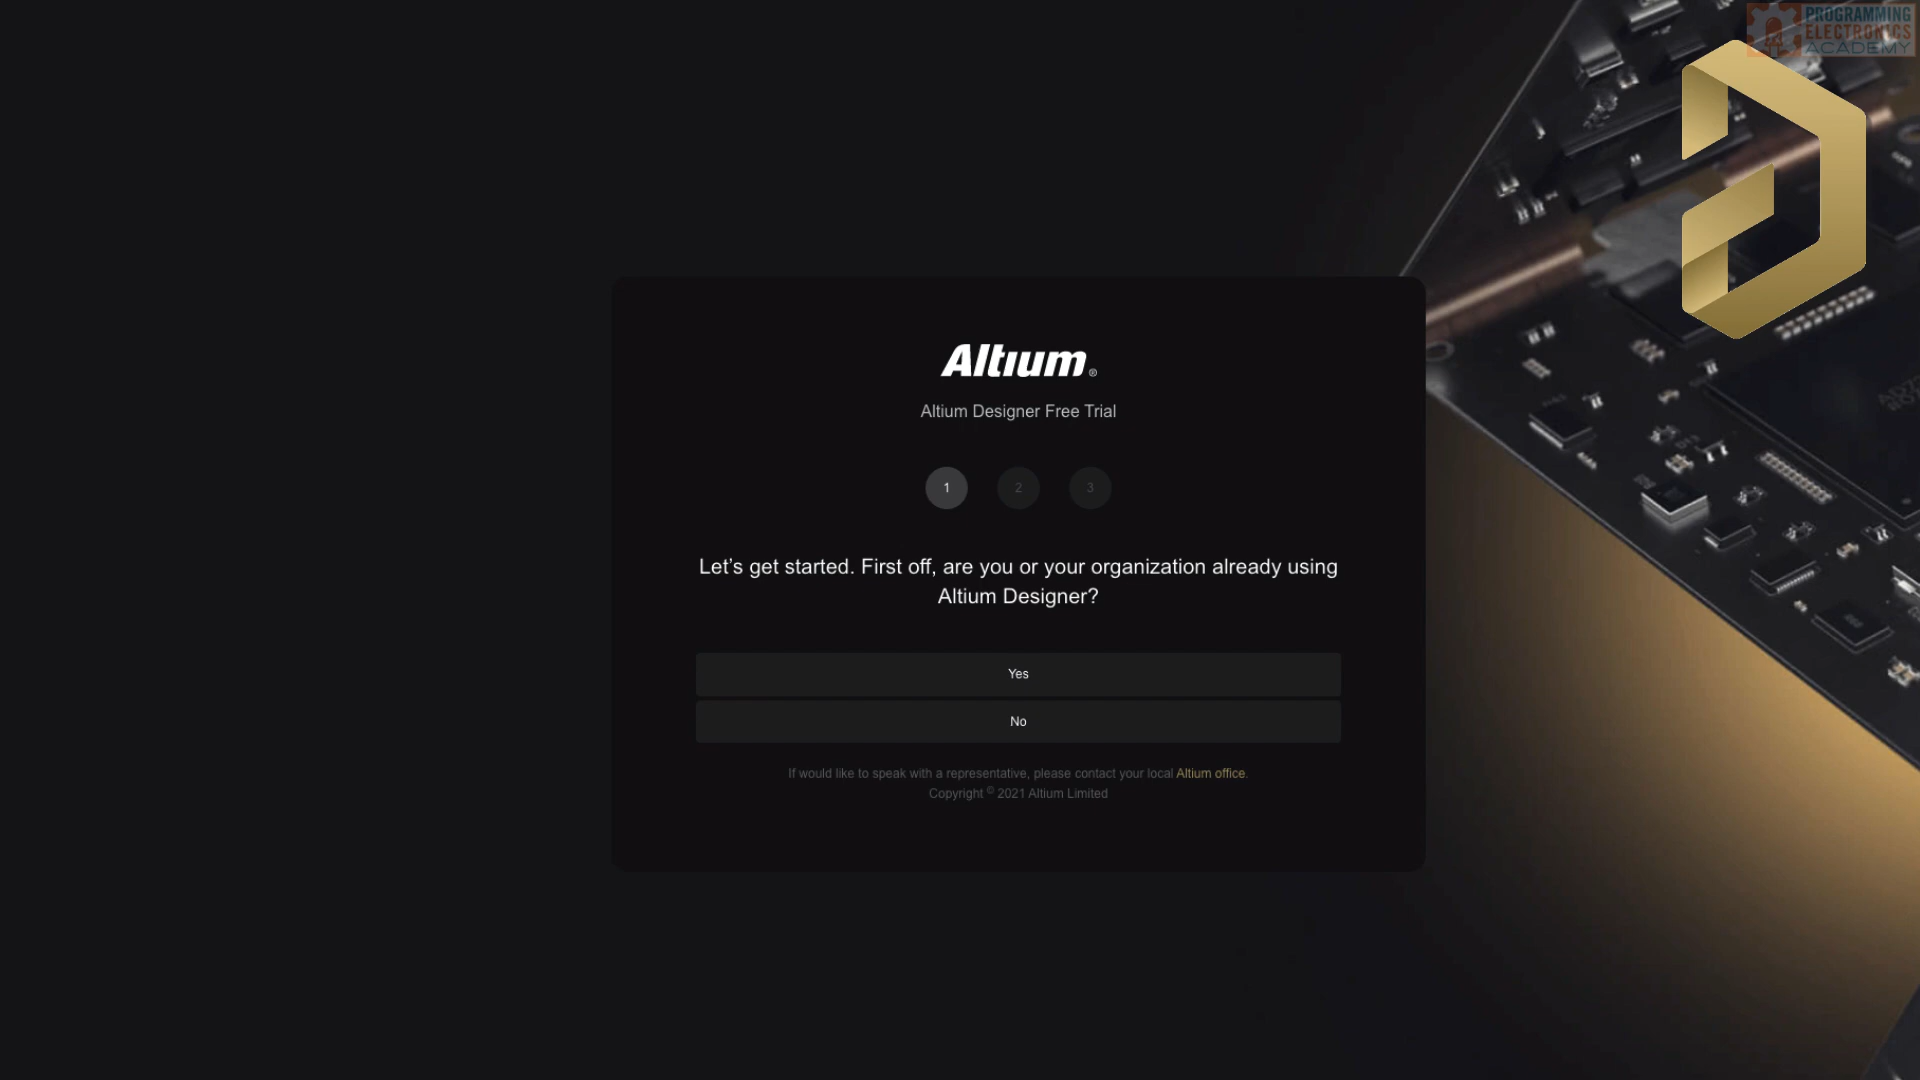 PROGRAMMING
ELECTRONICS
ACADEMY
Altium®
Altium Designer Free Trial
1 2 3
Let’s get started. First off, are you or your organization already using
Altium Designer?
Yes
No
If would like to speak with a representative, please contact your local Altium office.
Copyright © 2021 Altium Limited